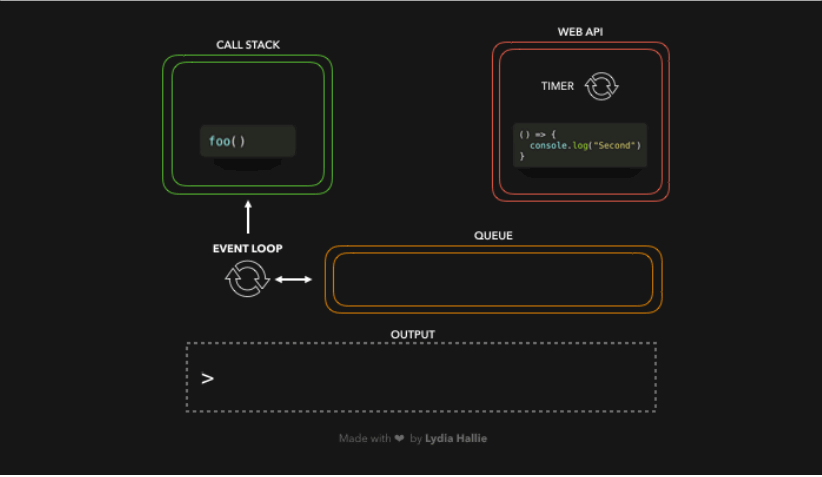 CALL STACK
WEB API
TIMER
foo()
() => {
console.log("Second")
}
EVENT LOOP
QUEUE
OUTPUT
>
Made with ❤ by Lydia Hallie